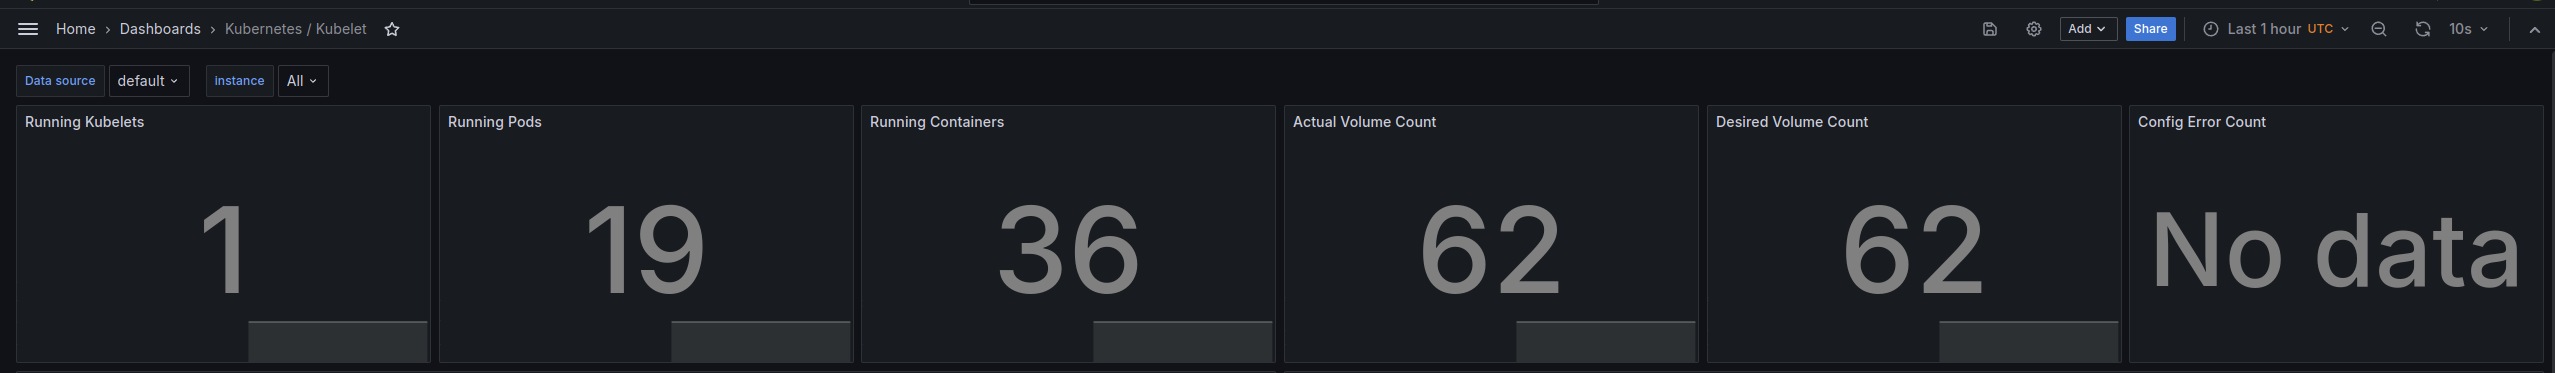 Home › Dashboards › Kubernetes / Kubelet
Add
Share
Last 1 hour UTC
10s
Data source default
Instance All
Running Kubelets
1
Running Pods
19
Running Containers
36
Actual Volume Count
62
Desired Volume Count
62
Config Error Count
No data